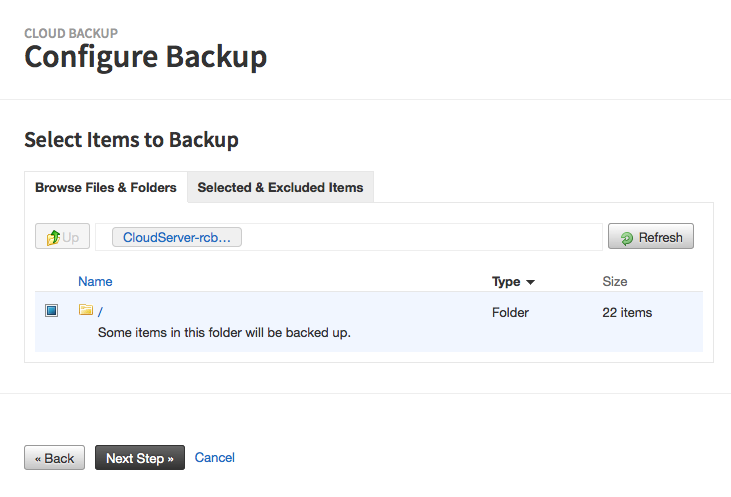 CLOUD BACKUP
Configure Backup
Select Items to Backup
Browse Files & Folders
Selected & Excluded Items
Up
CloudServer-rcb...
Refresh
Name
Type
Size
/
Folder
22 items
Some items in this folder will be backed up.
« Back
Next Step »
Cancel